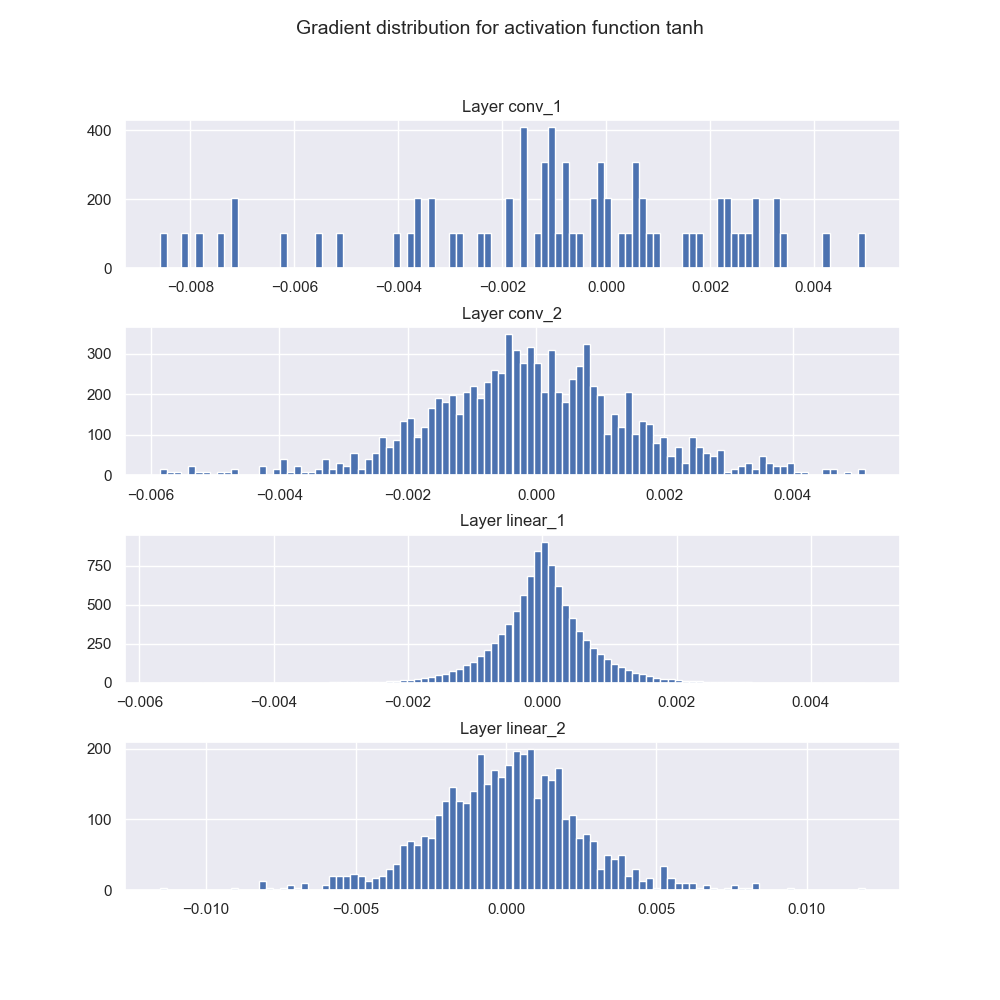 Gradient distribution for activation function tanh
Layer conv_1
400
200
0
−0.008 −0.006 −0.004 −0.002 0.000 0.002 0.004
Layer conv_2
300
200
100
0
−0.006 −0.004 −0.002 0.000 0.002 0.004
Layer linear_1
750
500
250
0
−0.006 −0.004 −0.002 0.000 0.002 0.004
Layer linear_2
200
100
0
−0.010 −0.005 0.000 0.005 0.010